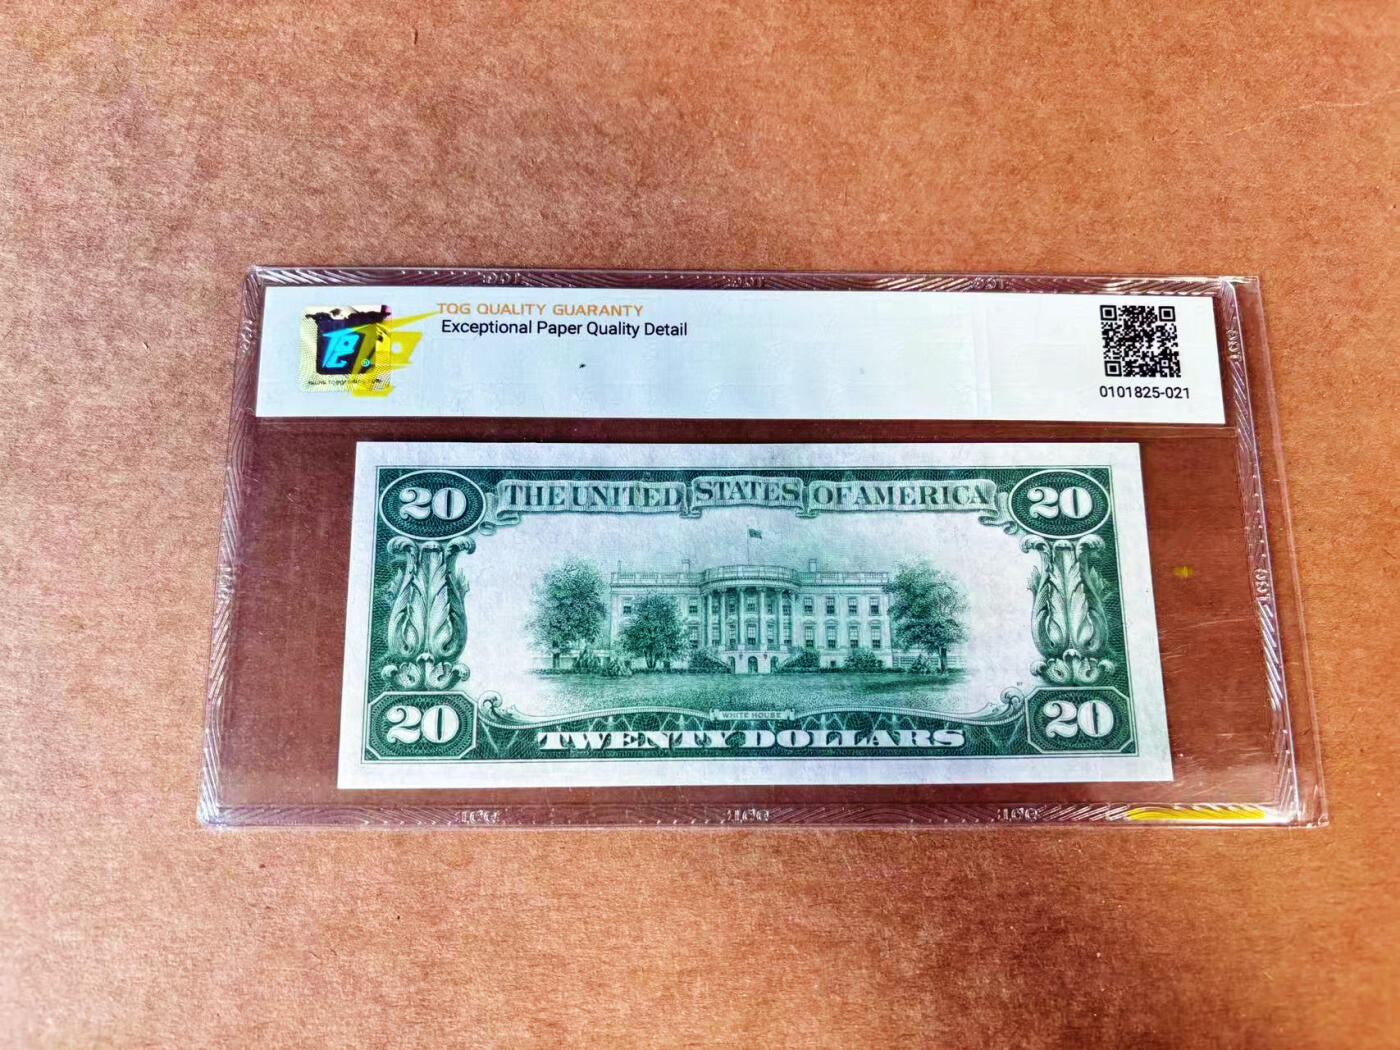 TQG QUALITY GUARANTY
Exceptional Paper Quality Detail
0101825-021
20 THE UNITED STATES OF AMERICA 20
WHITE HOUSE
20 TWENTY DOLLARS 20